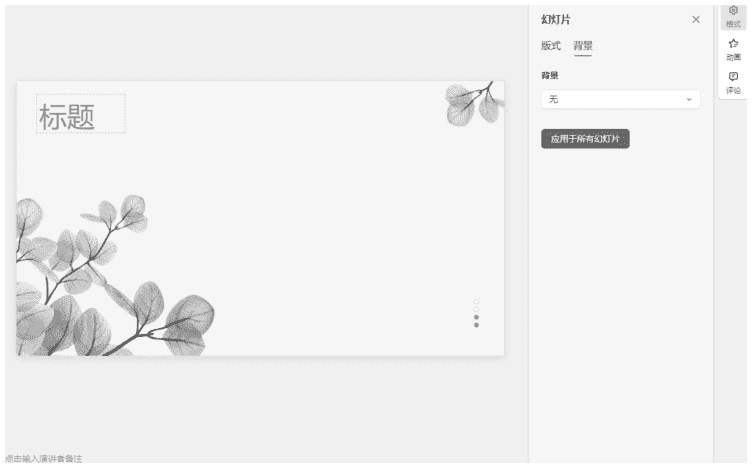 幻灯片
格式
版式 背景
动画
背景
评论
无
应用于所有幻灯片
标题
点击输入演讲者备注